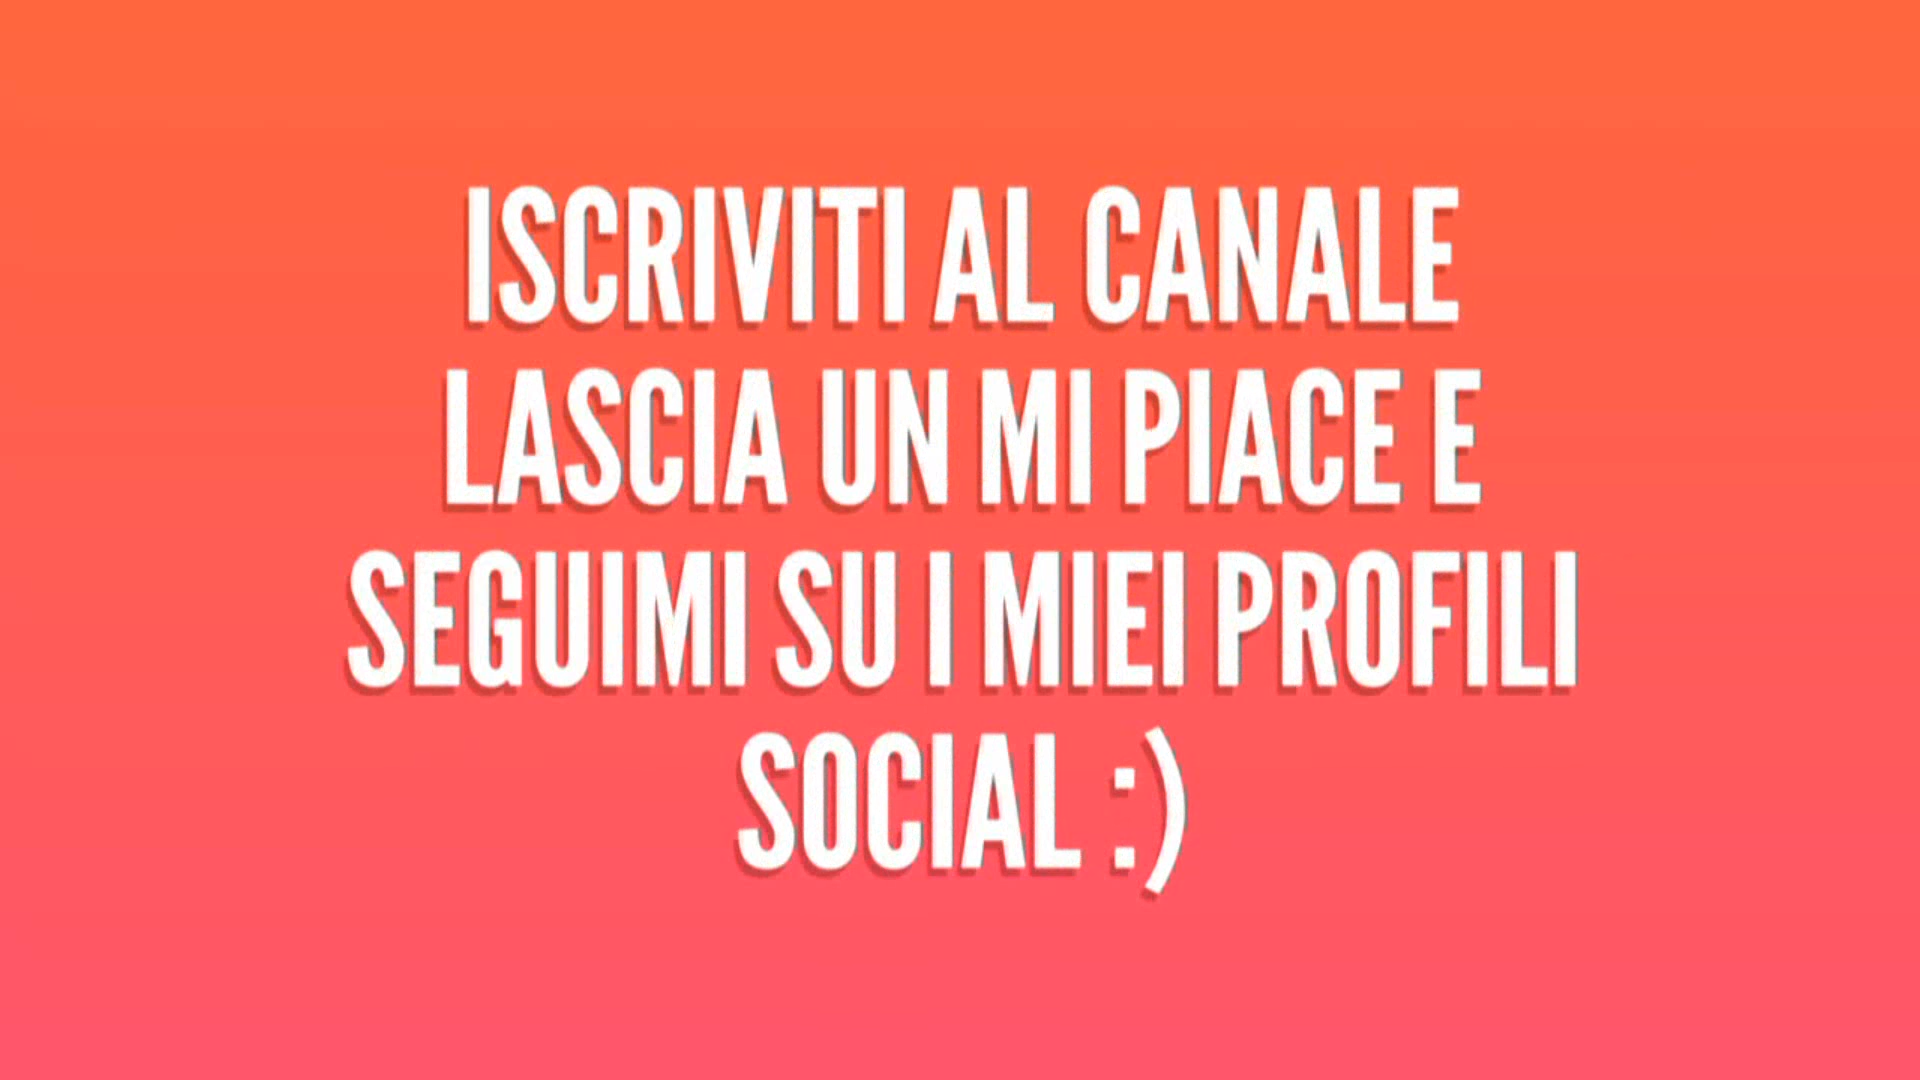 ISCRIVITI AL CANALE
LASCIA UN MI PIACE E
SEGUIMI SU I MIEI PROFILI
SOCIAL :)